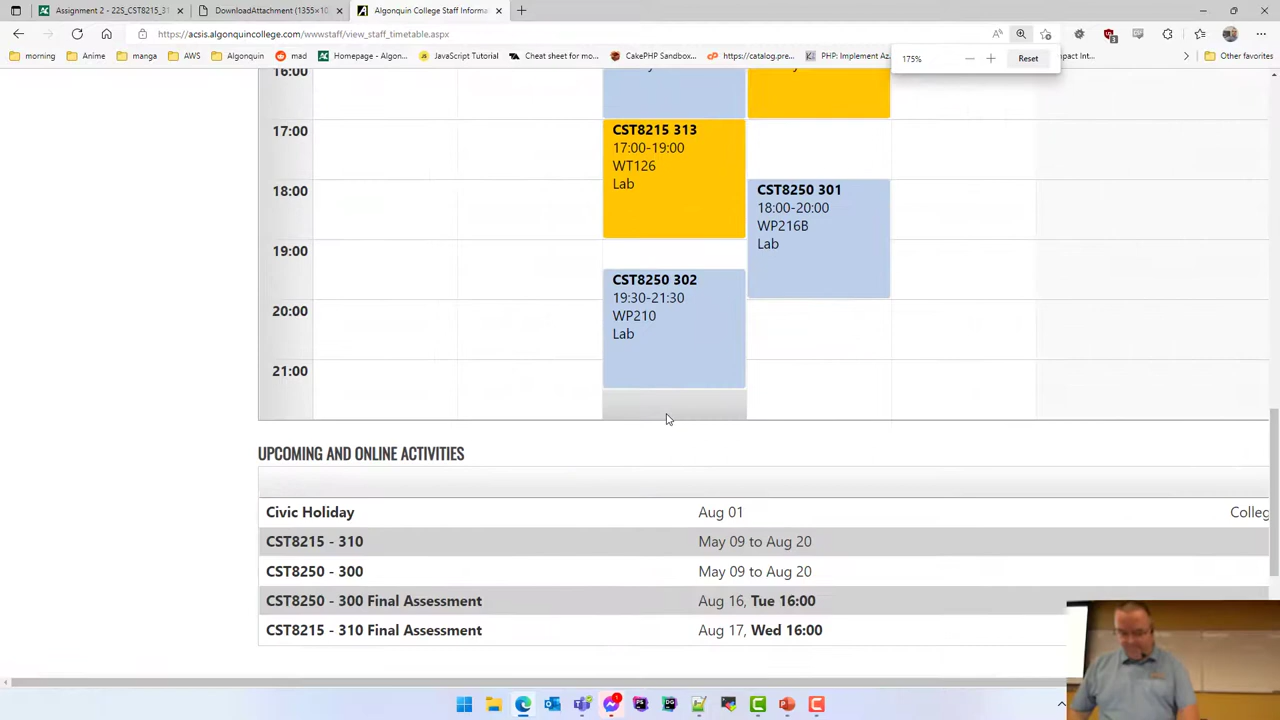 Assignment 2 - 22S_CST8215_31
DownloadAttachment (1355×10
Algonquin College Staff Informa
https://acsis.algonquincollege.com/wwwstaff/view_staff_timetable.aspx
morning
Anime
manga
AWS
Algonquin
mad
Homepage - Algon...
JavaScript Tutorial
Cheat sheet for mo...
CakePHP Sandbox...
https://catalog.pre...
PHP: Implement Az...
pact Int...
Other favorites
175%
Reset
16:00
17:00
CST8215 313
17:00-19:00
WT126
Lab
18:00
CST8250 301
18:00-20:00
WP216B
Lab
19:00
CST8250 302
19:30-21:30
WP210
Lab
20:00
21:00
UPCOMING AND ONLINE ACTIVITIES
Civic Holiday Aug 01 Colleg
CST8215 - 310 May 09 to Aug 20
CST8250 - 300 May 09 to Aug 20
CST8250 - 300 Final Assessment Aug 16, Tue 16:00
CST8215 - 310 Final Assessment Aug 17, Wed 16:00